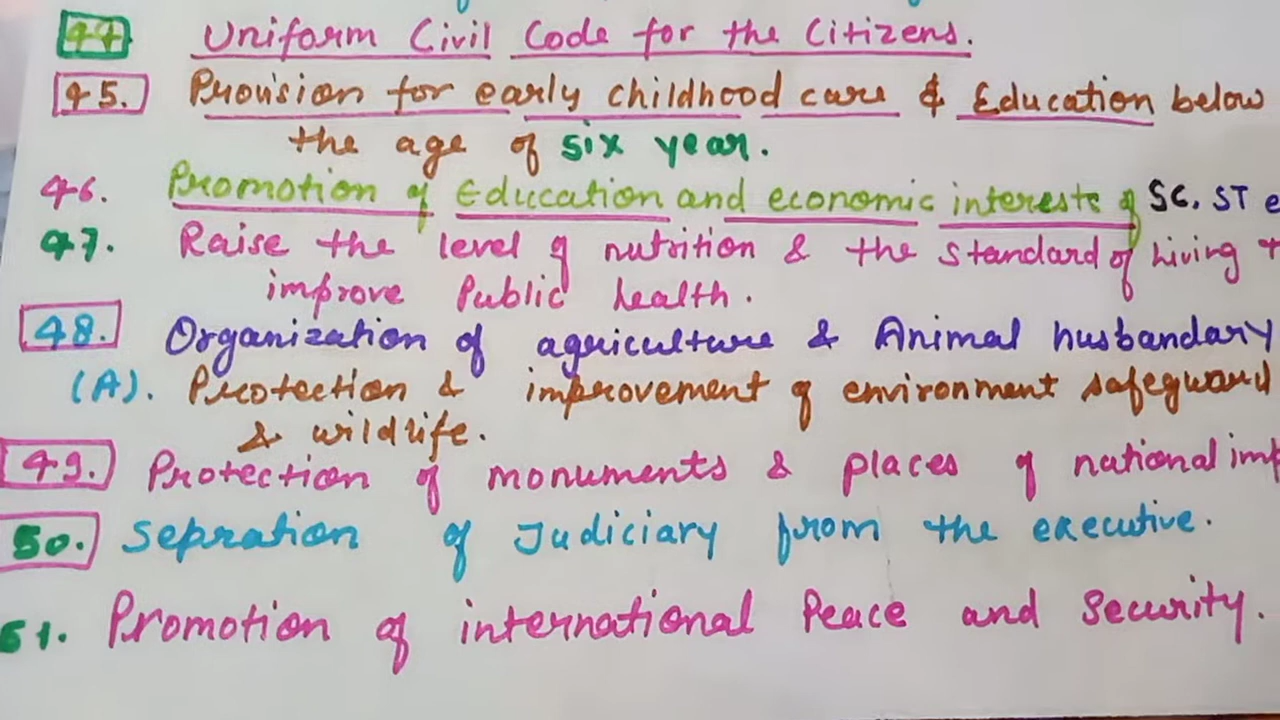 44 Uniform Civil Code for the Citizens.
45. Provision for early childhood care & Education below
the age of six year.
46. Promotion of Education and economic interests of SC, ST e
47. Raise the level of nutrition & the standard of living t
improve Public health.
48. Organization of agriculture & Animal husbandary
(A). Protection & improvement of environment safeguard
& wildlife.
49. Protection of monuments & places of national imp
50. Sepration of Judiciary from the executive.
51. Promotion of international Peace and Security.